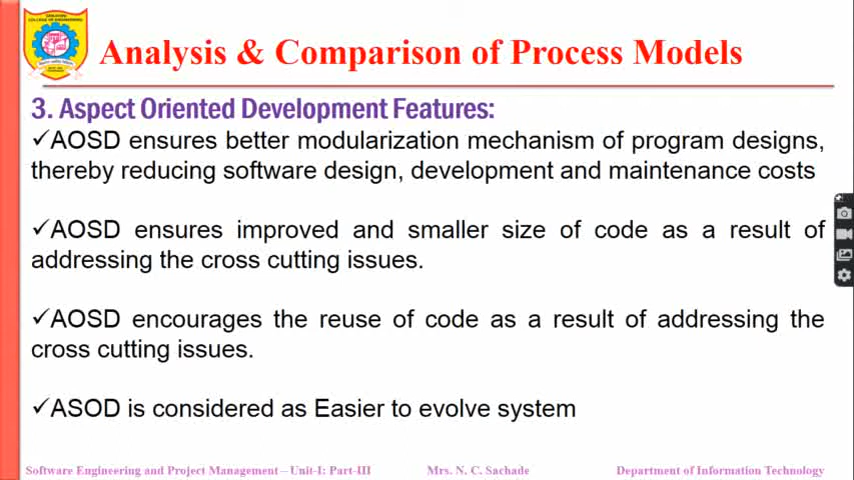 Analysis & Comparison of Process Models
3. Aspect Oriented Development Features:
✓AOSD ensures better modularization mechanism of program designs,
thereby reducing software design, development and maintenance costs
✓AOSD ensures improved and smaller size of code as a result of
addressing the cross cutting issues.
✓AOSD encourages the reuse of code as a result of addressing the
cross cutting issues.
✓ASOD is considered as Easier to evolve system
Software Engineering and Project Management – Unit-I: Part-III Mrs. N. C. Sachade Department of Information Technology